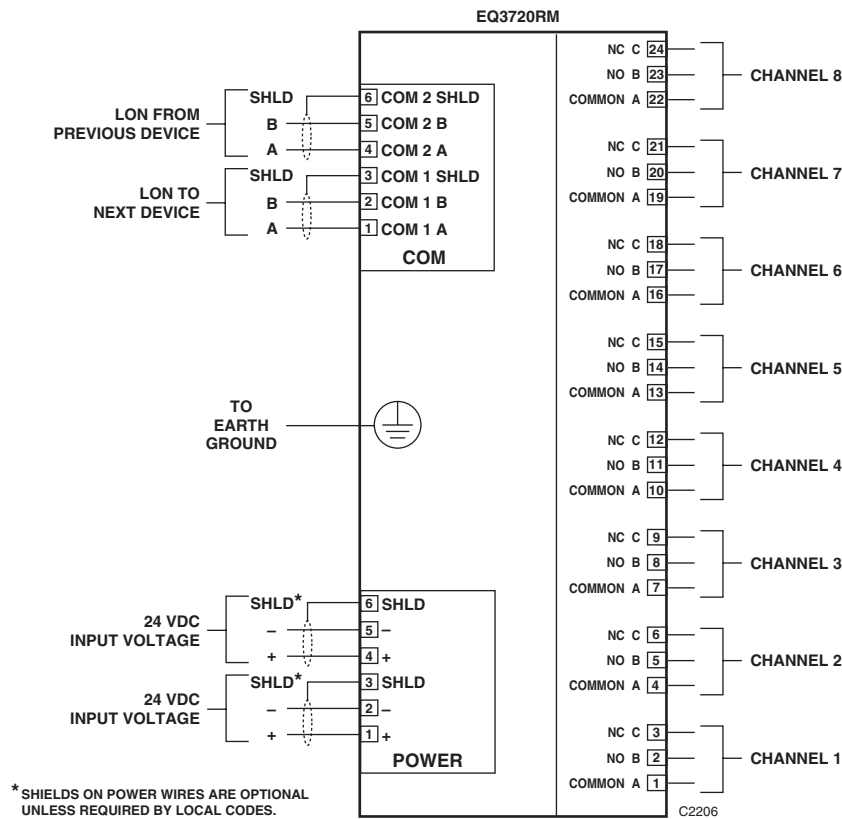 EQ3720RM
LON FROM
PREVIOUS DEVICE
SHLD
B
A
6 COM 2 SHLD
5 COM 2 B
4 COM 2 A
LON TO
NEXT DEVICE
SHLD
B
A
3 COM 1 SHLD
2 COM 1 B
1 COM 1 A
COM
TO
EARTH
GROUND
24 VDC
INPUT VOLTAGE
SHLD*
–
+
6 SHLD
5 –
4 +
24 VDC
INPUT VOLTAGE
SHLD*
–
+
3 SHLD
2 –
1 +
POWER
NC C 24
NO B 23
COMMON A 22
CHANNEL 8
NC C 21
NO B 20
COMMON A 19
CHANNEL 7
NC C 18
NO B 17
COMMON A 16
CHANNEL 6
NC C 15
NO B 14
COMMON A 13
CHANNEL 5
NC C 12
NO B 11
COMMON A 10
CHANNEL 4
NC C 9
NO B 8
COMMON A 7
CHANNEL 3
NC C 6
NO B 5
COMMON A 4
CHANNEL 2
NC C 3
NO B 2
COMMON A 1
CHANNEL 1
* SHIELDS ON POWER WIRES ARE OPTIONAL
UNLESS REQUIRED BY LOCAL CODES.
C2206